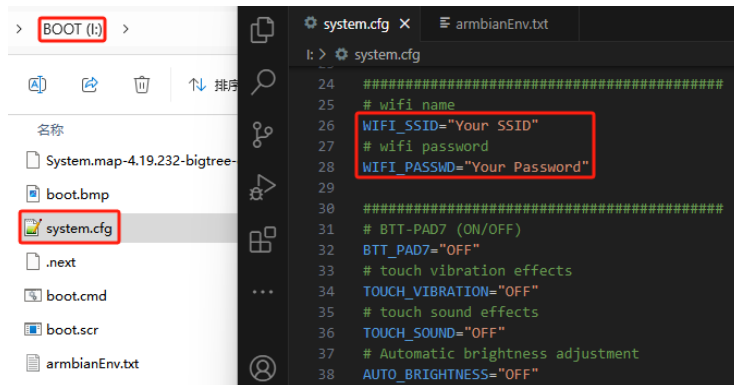 > BOOT (I:) >
排序
名称
System.map-4.19.232-bigtree-
boot.bmp
system.cfg
.next
boot.cmd
boot.scr
armbianEnv.txt
system.cfg × armbianEnv.txt
I: > system.cfg
24 ###########################################
25 # wifi name
26 WIFI_SSID="Your SSID"
27 # wifi password
28 WIFI_PASSWD="Your Password"
29
30 ###########################################
31 # BTT-PAD7 (ON/OFF)
32 BTT_PAD7="OFF"
33 # touch vibration effects
34 TOUCH_VIBRATION="OFF"
35 # touch sound effects
36 TOUCH_SOUND="OFF"
37 # Automatic brightness adjustment
38 AUTO_BRIGHTNESS="OFF"